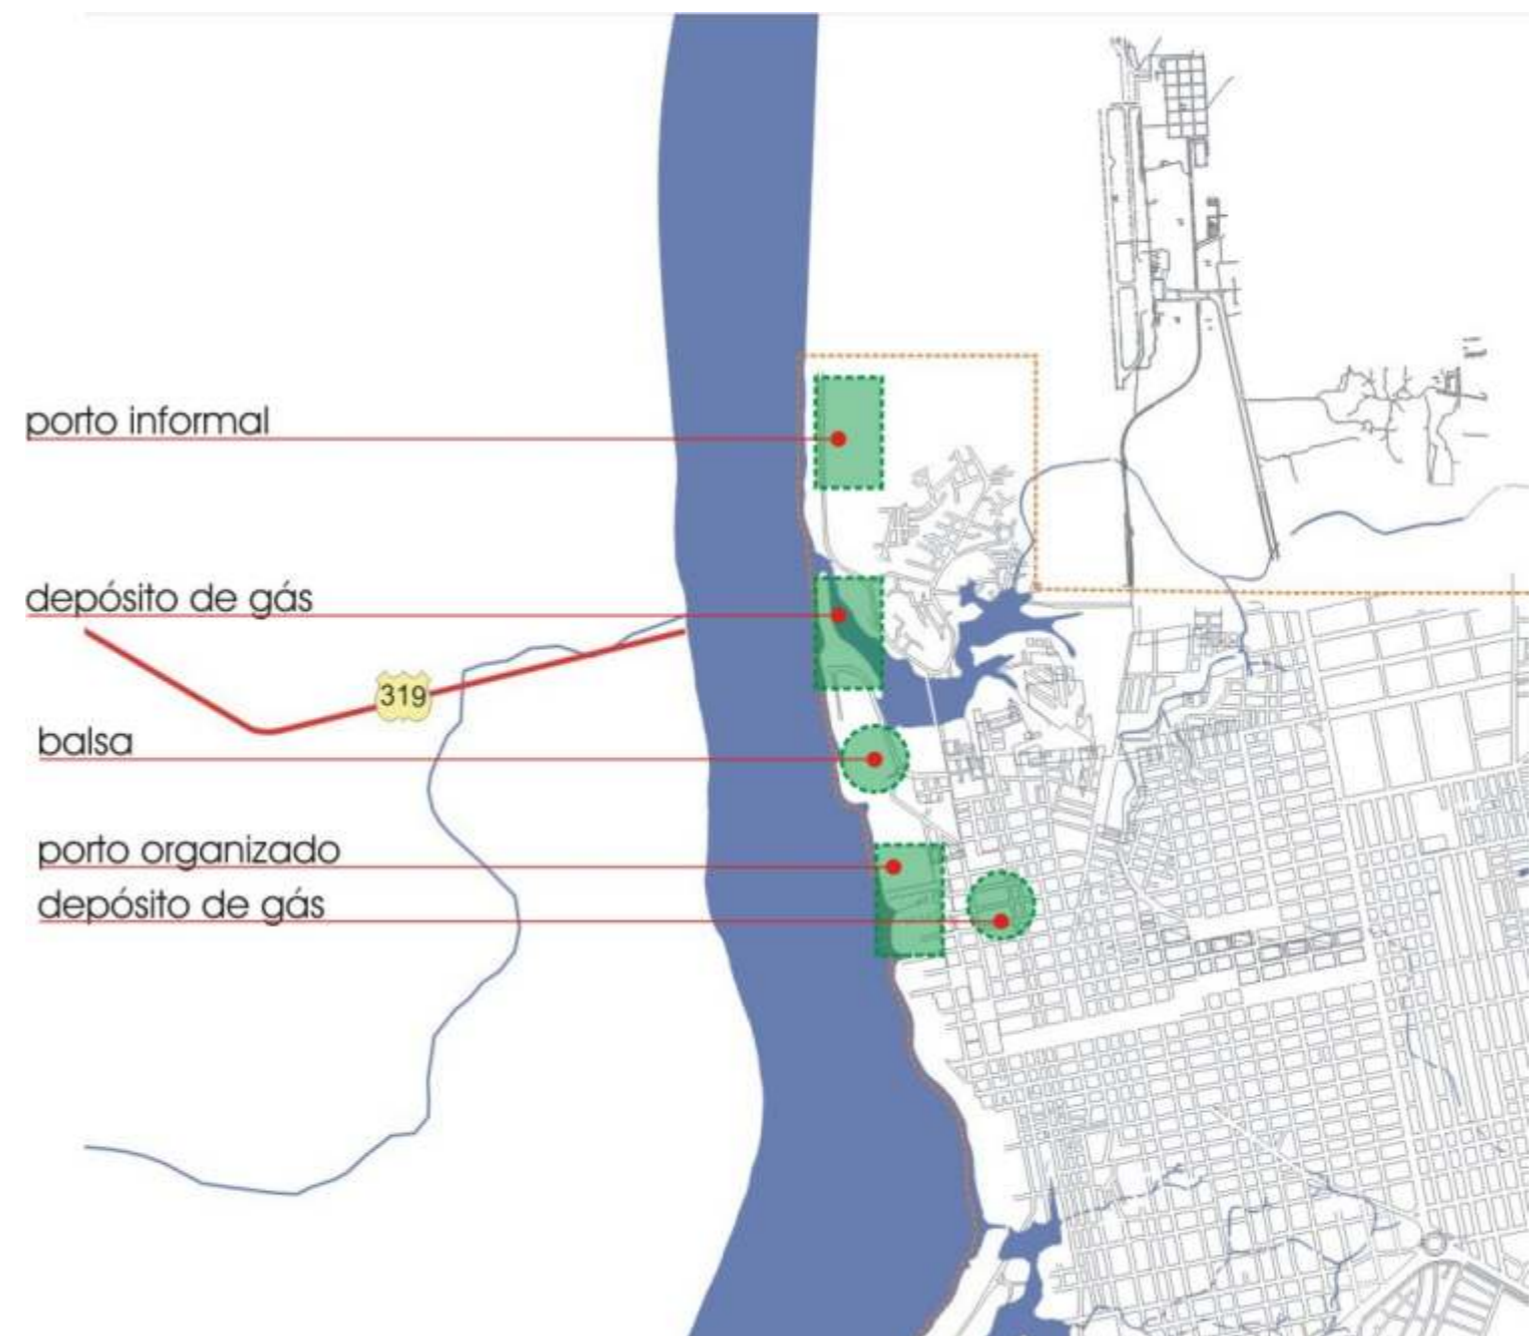 porto informal
depósito de gás
319
balsa
porto organizado
depósito de gás